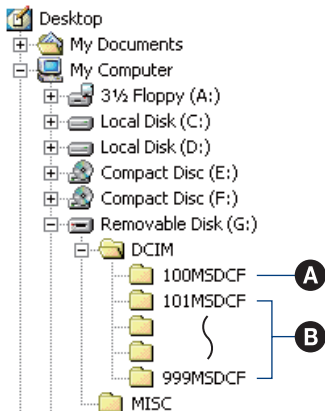 Desktop
My Documents
My Computer
3½ Floppy (A:)
Local Disk (C:)
Local Disk (D:)
Compact Disc (E:)
Compact Disc (F:)
Removable Disk (G:)
DCIM
100MSDCF A
101MSDCF
B
999MSDCF
MISC